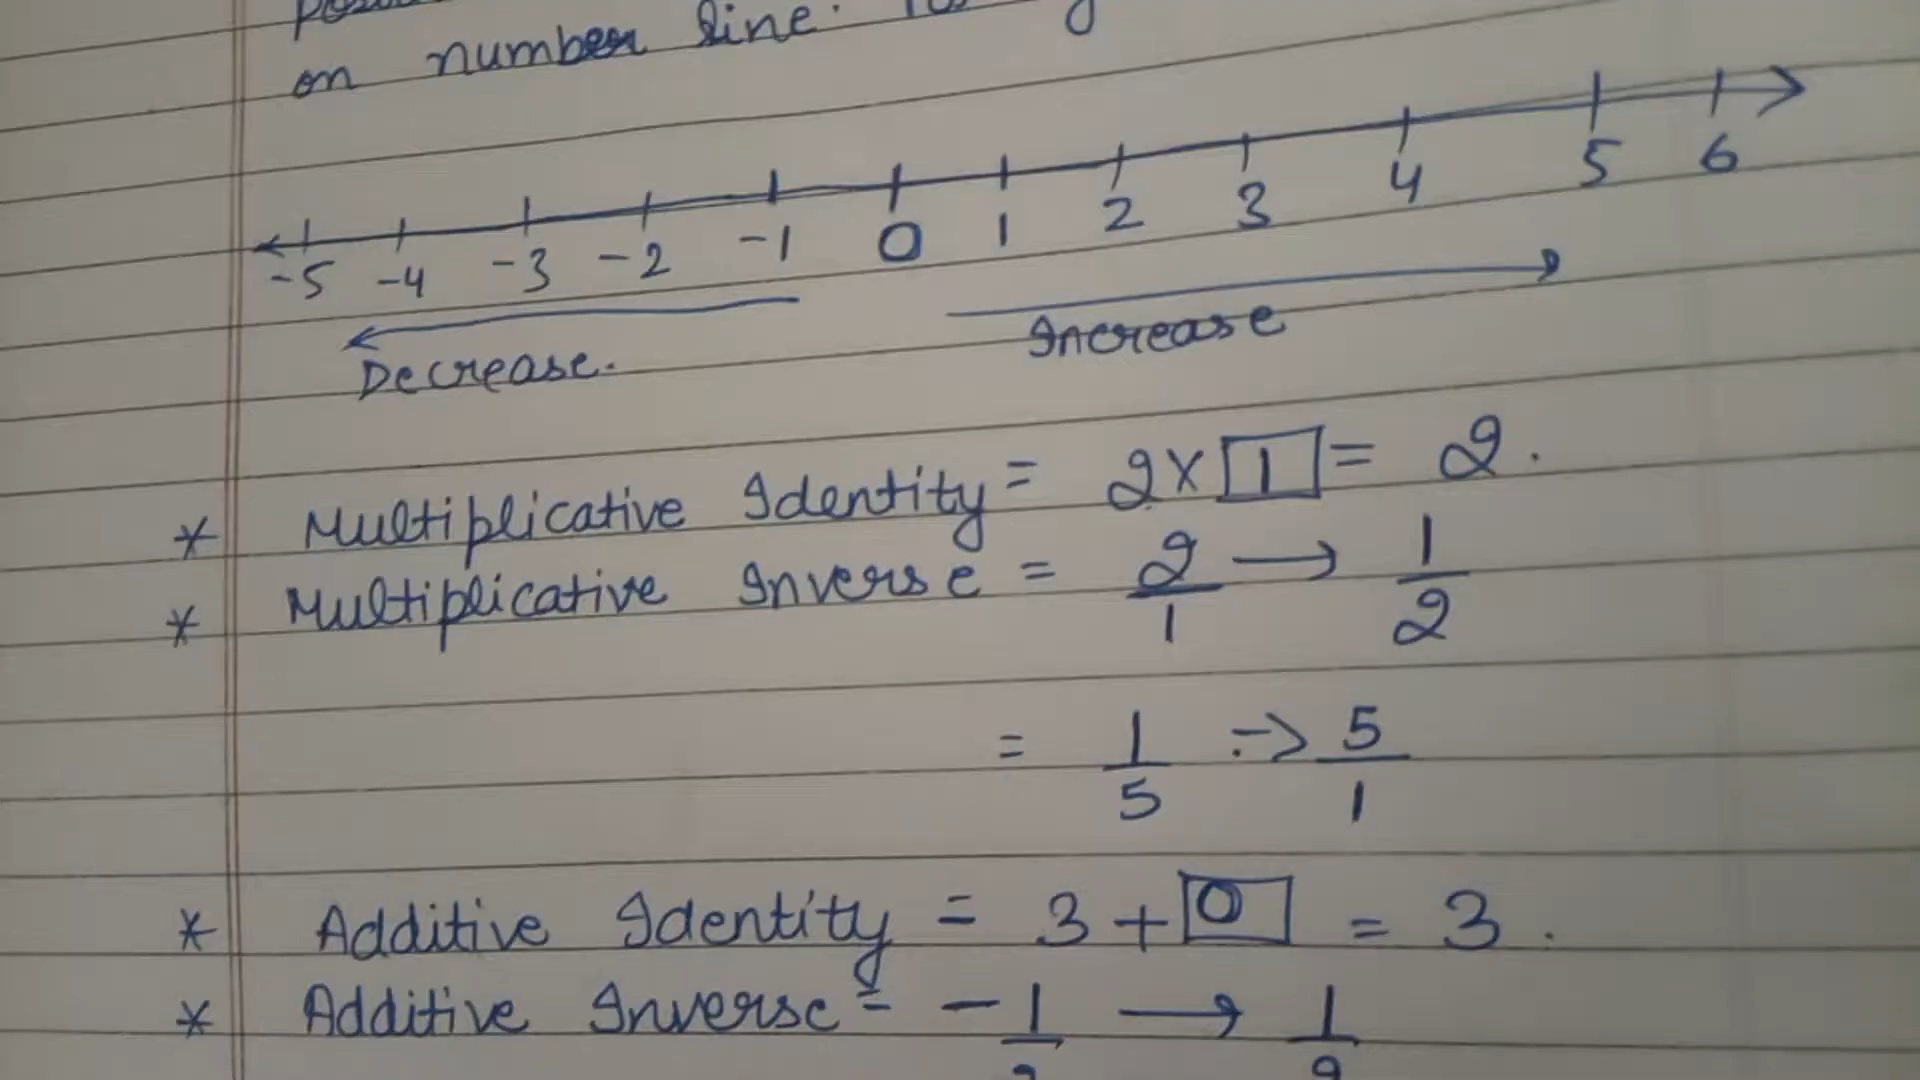 on number line.
-5 -4 -3 -2 -1 0 1 2 3 4 5 6
Decrease. Increase
* Multiplicative Identity = 2 x 1 = 2.
* Multiplicative Inverse = 2/1 → 1/2
= 1/5 → 5/1
* Additive Identity = 3 + 0 = 3.
* Additive Inverse = -1 → 1